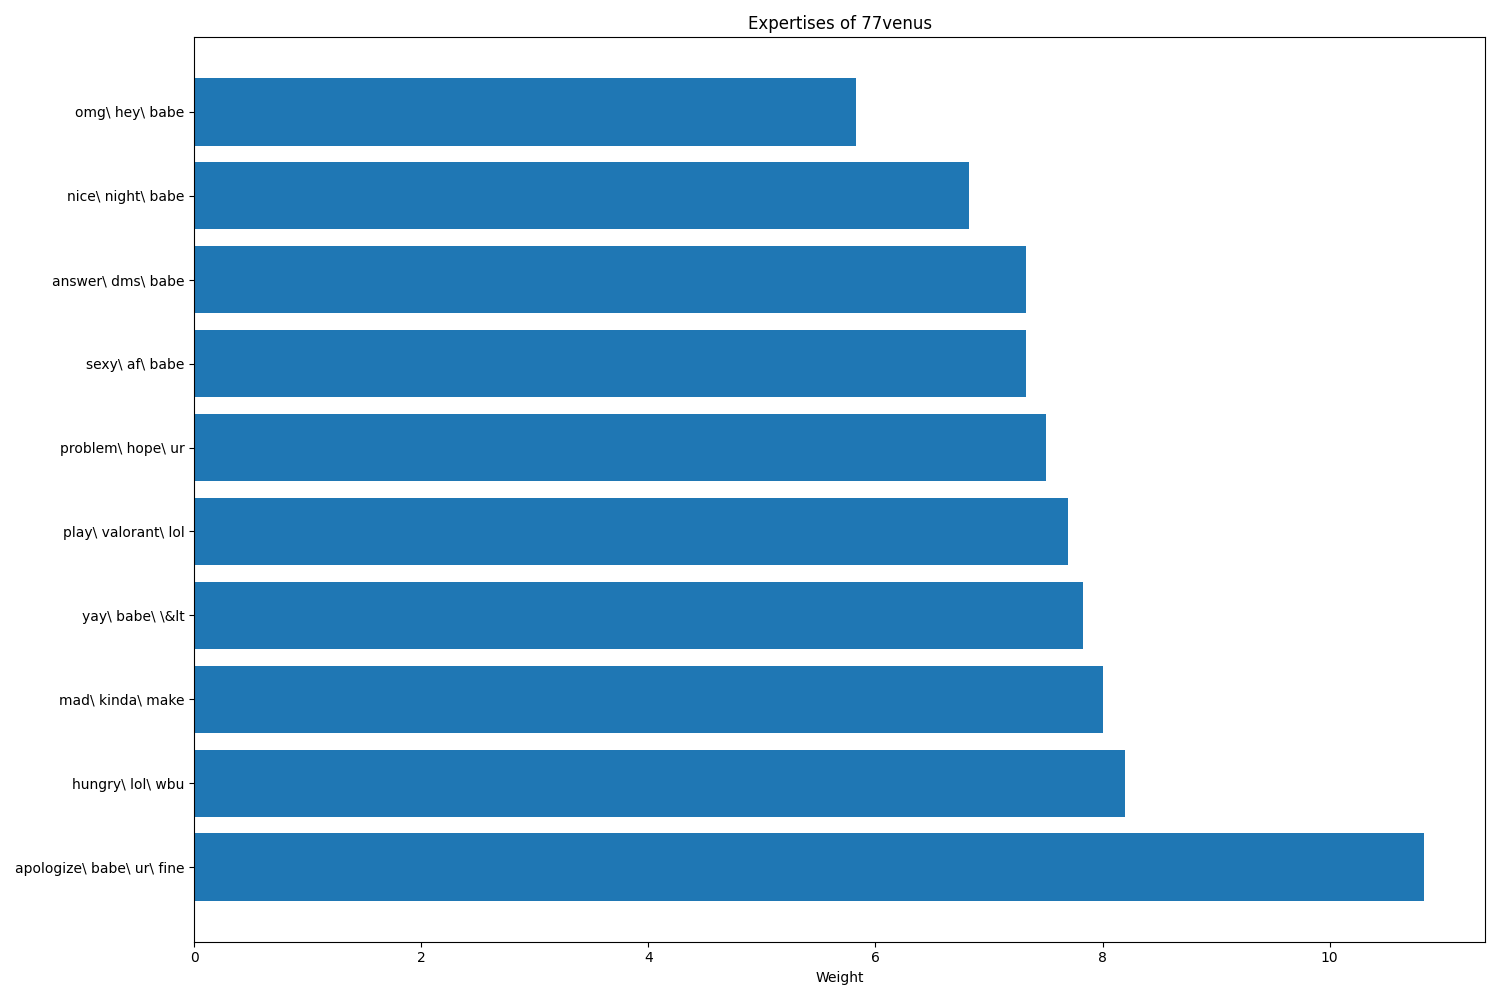 Expertises of 77venus
omg\ hey\ babe
nice\ night\ babe
answer\ dms\ babe
sexy\ af\ babe
problem\ hope\ ur
play\ valorant\ lol
yay\ babe\ \&lt
mad\ kinda\ make
hungry\ lol\ wbu
apologize\ babe\ ur\ fine
0 2 4 6 8 10
Weight